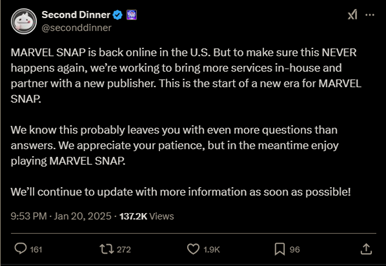 Second Dinner
@seconddinner
MARVEL SNAP is back online in the U.S. But to make sure this NEVER
happens again, we're working to bring more services in-house and
partner with a new publisher. This is the start of a new era for MARVEL
SNAP.
We know this probably leaves you with even more questions than
answers. We appreciate your patience, but in the meantime enjoy
playing MARVEL SNAP.
We'll continue to update with more information as soon as possible!
9:53 PM · Jan 20, 2025 · 137.2K Views
161 272 1.9K 96